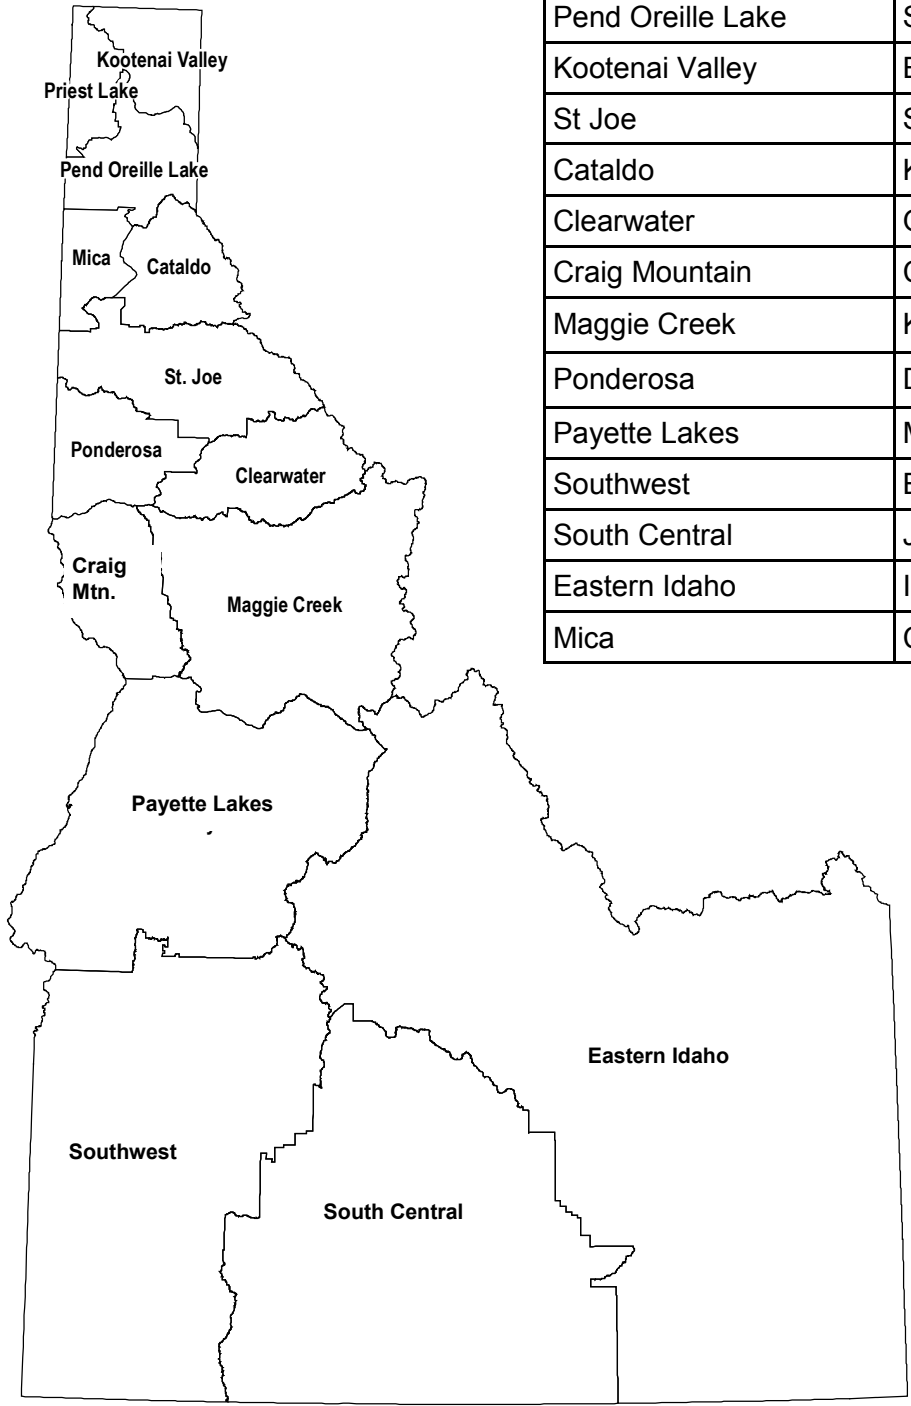 Kootenai Valley
Priest Lake
Pend Oreille Lake
Mica
Cataldo
St. Joe
Ponderosa
Clearwater
Craig
Mtn.
Maggie Creek
Payette Lakes
Eastern Idaho
Southwest
South Central
Pend Oreille Lake
Kootenai Valley
St Joe
Cataldo
Clearwater
Craig Mountain
Maggie Creek
Ponderosa
Payette Lakes
Southwest
South Central
Eastern Idaho
Mica